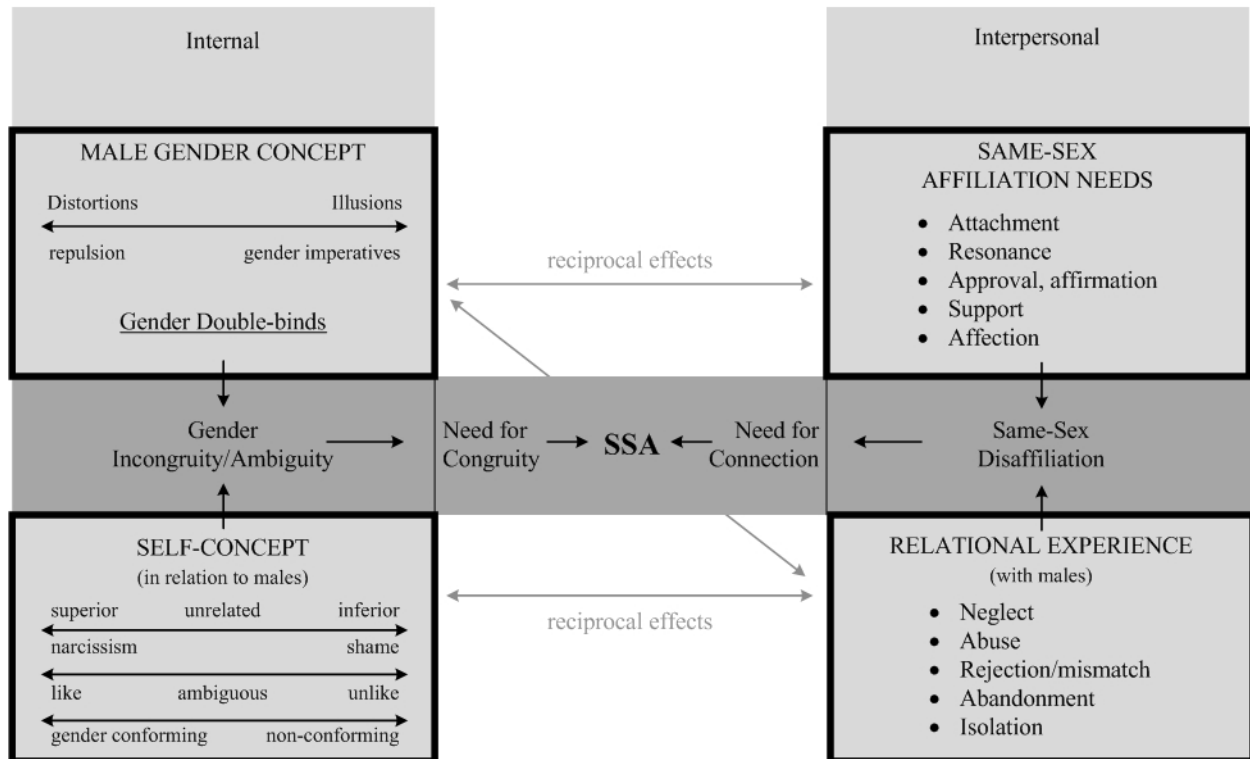 Internal
Interpersonal
MALE GENDER CONCEPT
Distortions Illusions
repulsion gender imperatives
Gender Double-binds
SAME-SEX
AFFILIATION NEEDS
• Attachment
• Resonance
• Approval, affirmation
• Support
• Affection
reciprocal effects
Gender
Incongruity/Ambiguity
Need for
Congruity
SSA
Need for
Connection
Same-Sex
Disaffiliation
SELF-CONCEPT
(in relation to males)
superior unrelated inferior
narcissism shame
like ambiguous unlike
gender conforming non-conforming
reciprocal effects
RELATIONAL EXPERIENCE
(with males)
• Neglect
• Abuse
• Rejection/mismatch
• Abandonment
• Isolation